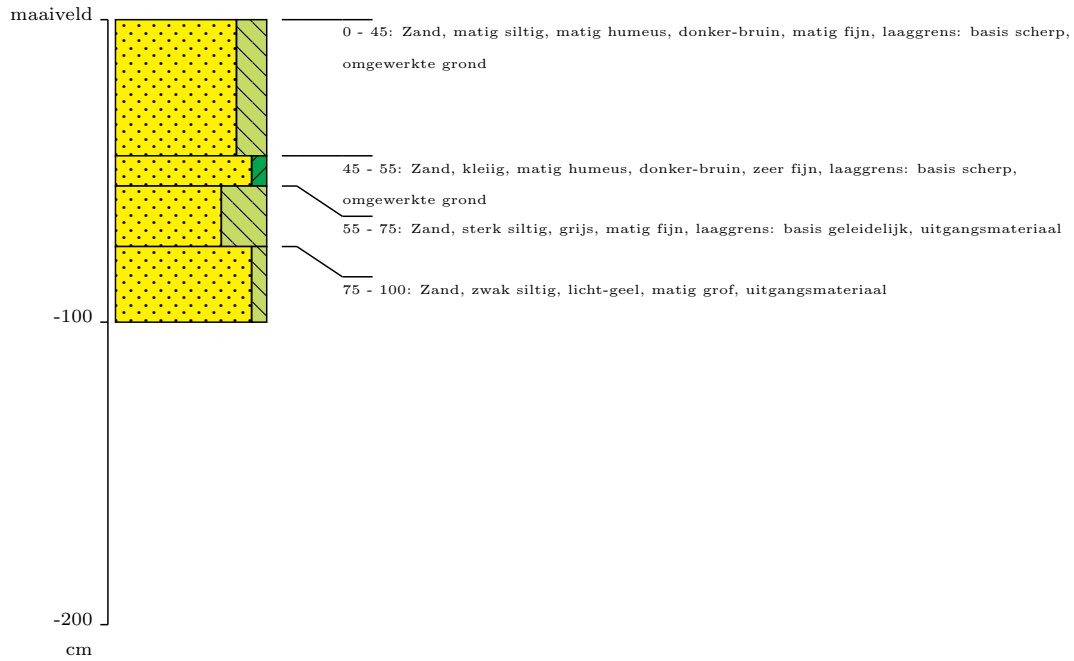 maaiveld
0 - 45: Zand, matig siltig, matig humeus, donker-bruin, matig fijn, laaggrens: basis scherp,
omgewerkte grond
45 - 55: Zand, kleiig, matig humeus, donker-bruin, zeer fijn, laaggrens: basis scherp,
omgewerkte grond
55 - 75: Zand, sterk siltig, grijs, matig fijn, laaggrens: basis geleidelijk, uitgangsmateriaal
75 - 100: Zand, zwak siltig, licht-geel, matig grof, uitgangsmateriaal
-100
-200
cm